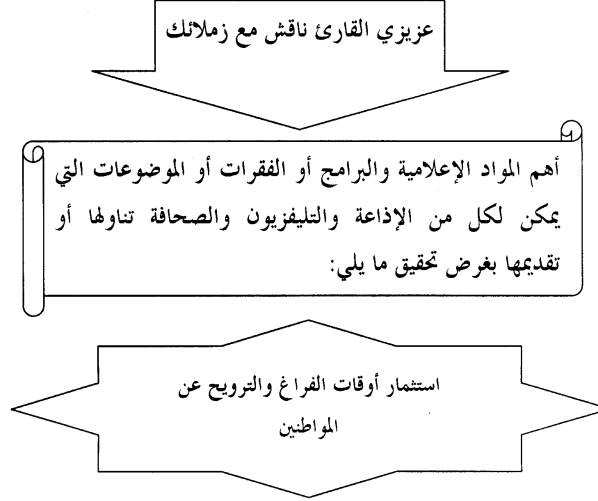 عزيزي القارئ ناقش مع زملائك
أهم المواد الإعلامية والبرامج أو الفقرات أو الموضوعات التي
يمكن لكل من الإذاعة والتليفزيون والصحافة تناولها أو
تقديمها بغرض تحقيق ما يلي:
استثمار أوقات الفراغ والترويح عن
المواطنين